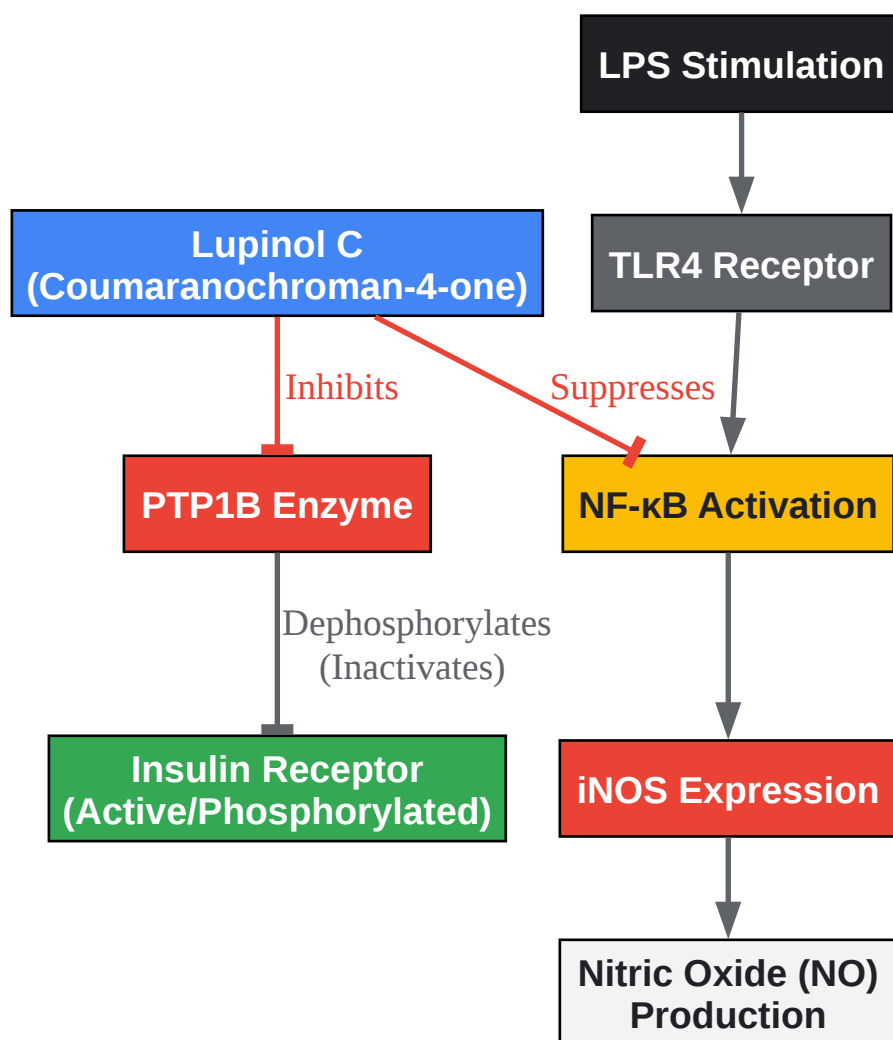 LPS Stimulation
Lupinol C
(Coumaranochroman-4-one)
TLR4 Receptor
Inhibits
Suppresses
PTP1B Enzyme
NF-κB Activation
Dephosphorylates
(Inactivates)
Insulin Receptor
(Active/Phosphorylated)
iNOS Expression
Nitric Oxide (NO)
Production